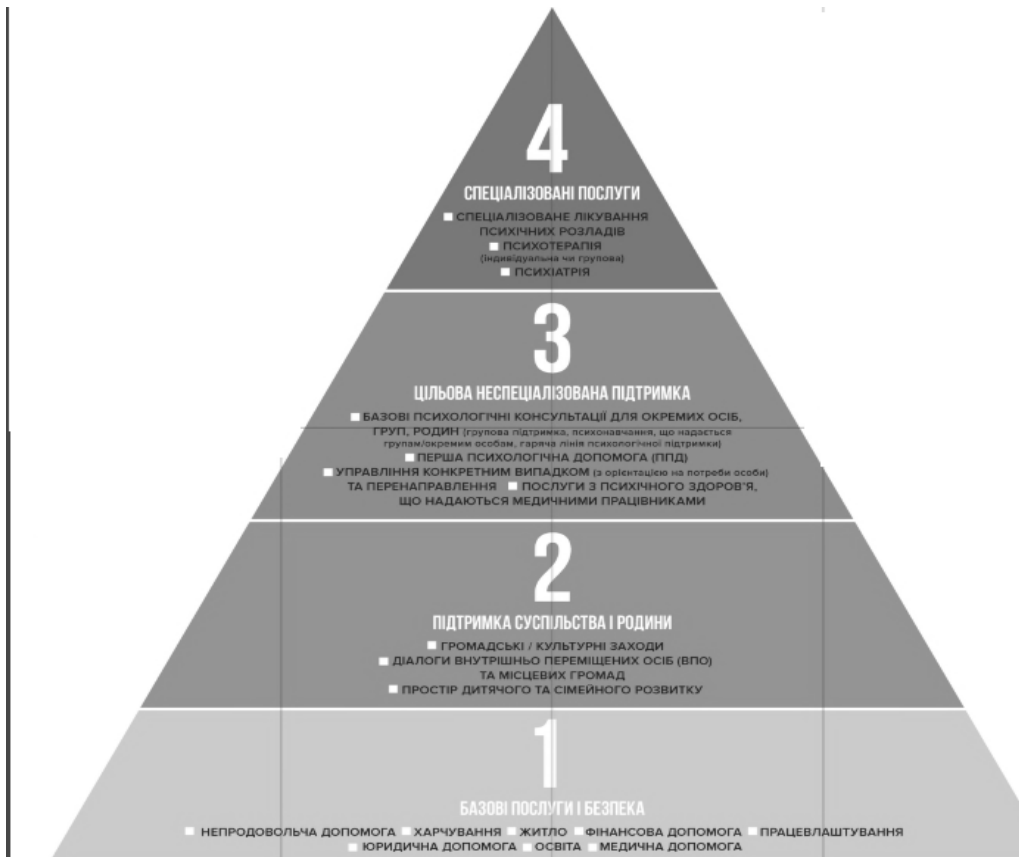 4
СПЕЦІАЛІЗОВАНІ ПОСЛУГИ
СПЕЦІАЛІЗОВАНЕ ЛІКУВАННЯ
ПСИХІЧНИХ РОЗЛАДІВ
ПСИХОТЕРАПІЯ
(індивідуальна чи групова)
ПСИХІАТРІЯ
3
ЦІЛЬОВА НЕСПЕЦІАЛІЗОВАНА ПІДТРИМКА
БАЗОВІ ПСИХОЛОГІЧНІ КОНСУЛЬТАЦІЇ ДЛЯ ОКРЕМИХ ОСІБ,
ГРУП, РОДИН (групова підтримка, психонавчання, що надається
групам/окремим особам, гаряча лінія психологічної підтримки)
ПЕРША ПСИХОЛОГІЧНА ДОПОМОГА (ППД)
УПРАВЛІННЯ КОНКРЕТНИМ ВИПАДКОМ (з орієнтацією на потреби особи)
ТА ПЕРЕНАПРАВЛЕННЯ ПОСЛУГИ З ПСИХІЧНОГО ЗДОРОВ'Я,
ЩО НАДАЮТЬСЯ МЕДИЧНИМИ ПРАЦІВНИКАМИ
2
ПІДТРИМКА СУСПІЛЬСТВА І РОДИНИ
ГРОМАДСЬКІ / КУЛЬТУРНІ ЗАХОДИ
ДІАЛОГИ ВНУТРІШНЬО ПЕРЕМІЩЕНИХ ОСІБ (ВПО)
ТА МІСЦЕВИХ ГРОМАД
ПРОСТІР ДИТЯЧОГО ТА СІМЕЙНОГО РОЗВИТКУ
1
БАЗОВІ ПОСЛУГИ І БЕЗПЕКА
НЕПРОДОВОЛЬЧА ДОПОМОГА ХАРЧУВАННЯ ЖИТЛО ФІНАНСОВА ДОПОМОГА ПРАЦЕВЛАШТУВАННЯ
ЮРИДИЧНА ДОПОМОГА ОСВІТА МЕДИЧНА ДОПОМОГА